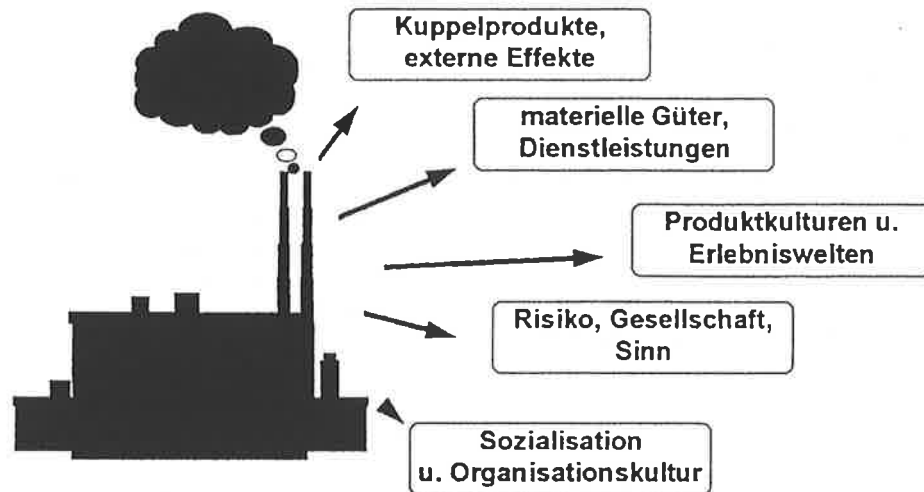 Kuppelprodukte,
externe Effekte
materielle Güter,
Dienstleistungen
Produktkulturen u.
Erlebniswelten
Risiko, Gesellschaft,
Sinn
Sozialisation
u. Organisationskultur